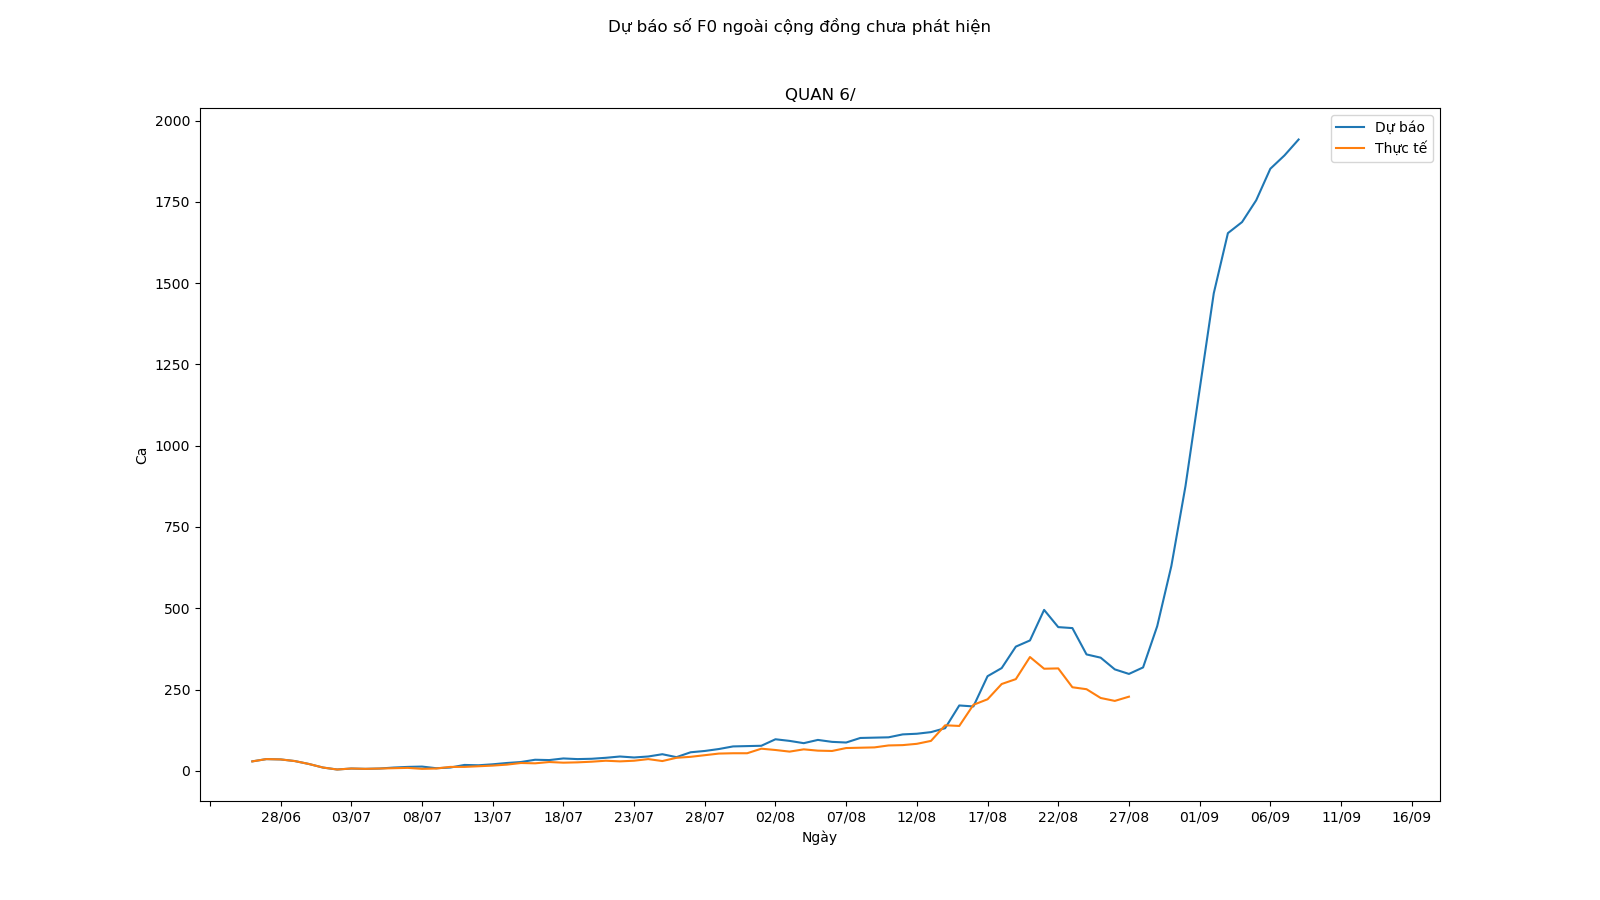 Dự báo số F0 ngoài cộng đồng chưa phát hiện
QUAN 6/
Dự báo
Thực tế
2000
1750
1500
1250
1000
750
500
250
0
Ca
28/06 03/07 08/07 13/07 18/07 23/07 28/07 02/08 07/08 12/08 17/08 22/08 27/08 01/09 06/09 11/09 16/09
Ngày